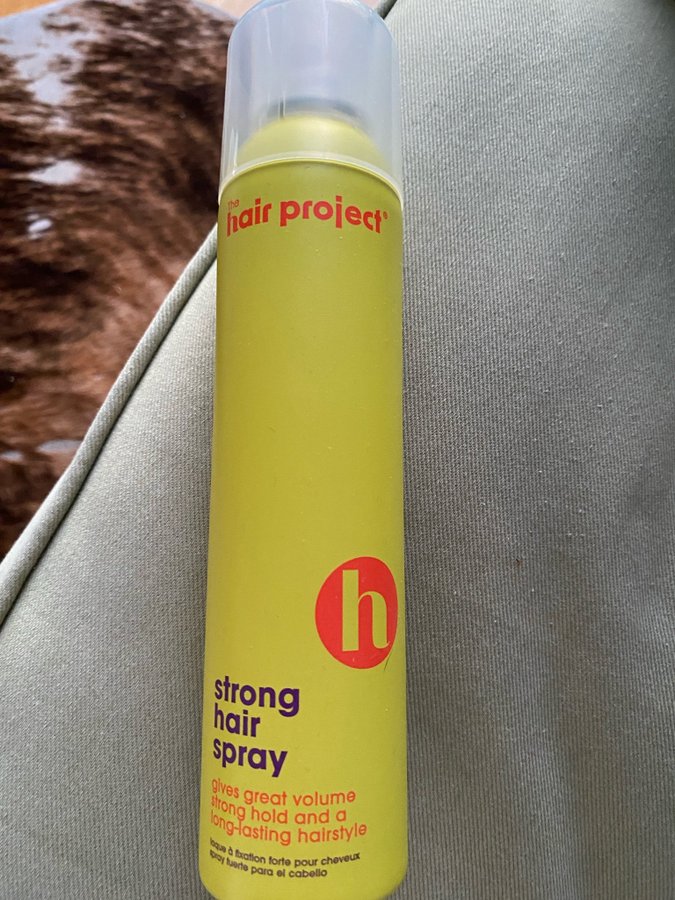 The
hair project®
h
strong
hair
spray
gives great volume
strong hold and a
long-lasting hairstyle
laque à fixation forte pour cheveux
spray fuerte para el cabello